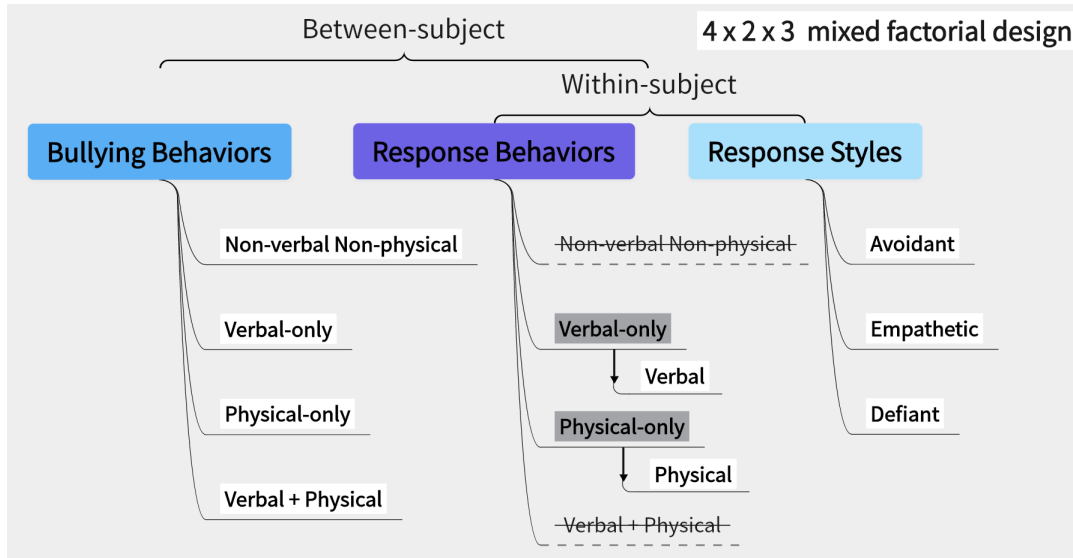 Between-subject
4 x 2 x 3 mixed factorial design
Within-subject
Bullying Behaviors
Response Behaviors
Response Styles
Non-verbal Non-physical
Non-verbal Non-physical
Avoidant
Verbal-only
Verbal-only
Empathetic
Verbal
Physical-only
Physical-only
Defiant
Physical
Verbal + Physical
Verbal + Physical